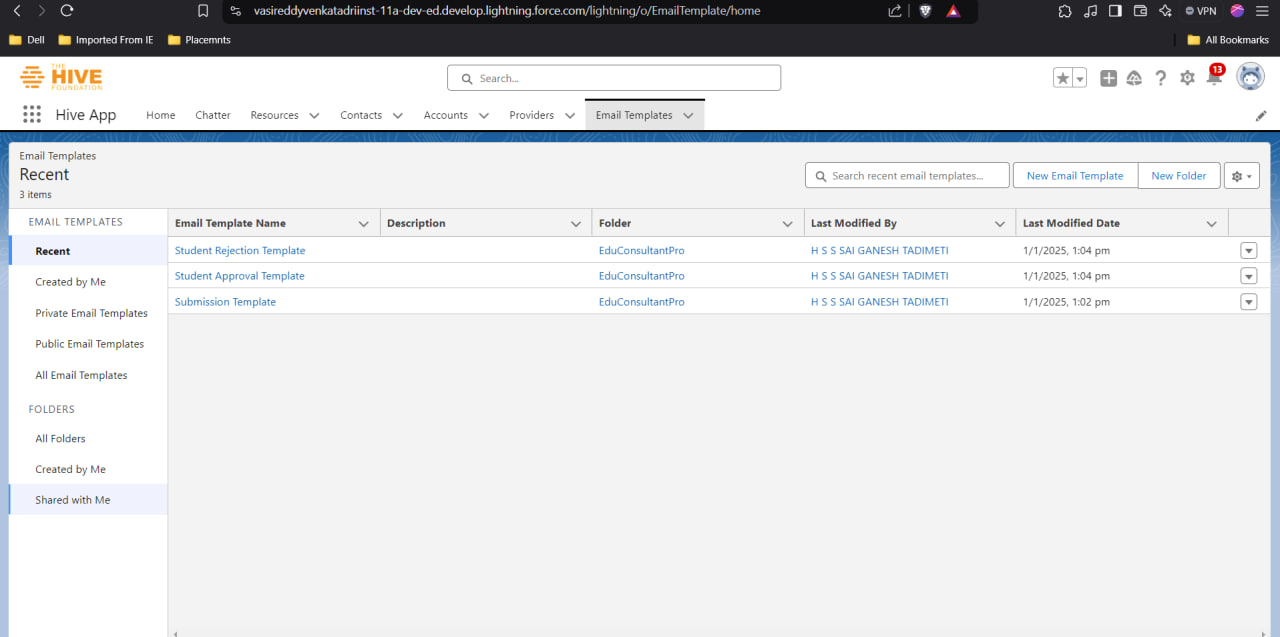 vasireddyvenkatadriinst-11a-dev-ed.develop.lightning.force.com/lightning/o/EmailTemplate/home
VPN
Dell Imported From IE Placemnts All Bookmarks
THE
HIVE
FOUNDATION
Search...
13
Hive App Home Chatter Resources Contacts Accounts Providers Email Templates
Email Templates
Recent
3 items
Search recent email templates...
New Email Template New Folder
EMAIL TEMPLATES
Recent
Created by Me
Private Email Templates
Public Email Templates
All Email Templates
FOLDERS
All Folders
Created by Me
Shared with Me
Email Template Name Description Folder Last Modified By Last Modified Date
Student Rejection Template EduConsultantPro H S S SAI GANESH TADIMETI 1/1/2025, 1:04 pm
Student Approval Template EduConsultantPro H S S SAI GANESH TADIMETI 1/1/2025, 1:04 pm
Submission Template EduConsultantPro H S S SAI GANESH TADIMETI 1/1/2025, 1:02 pm